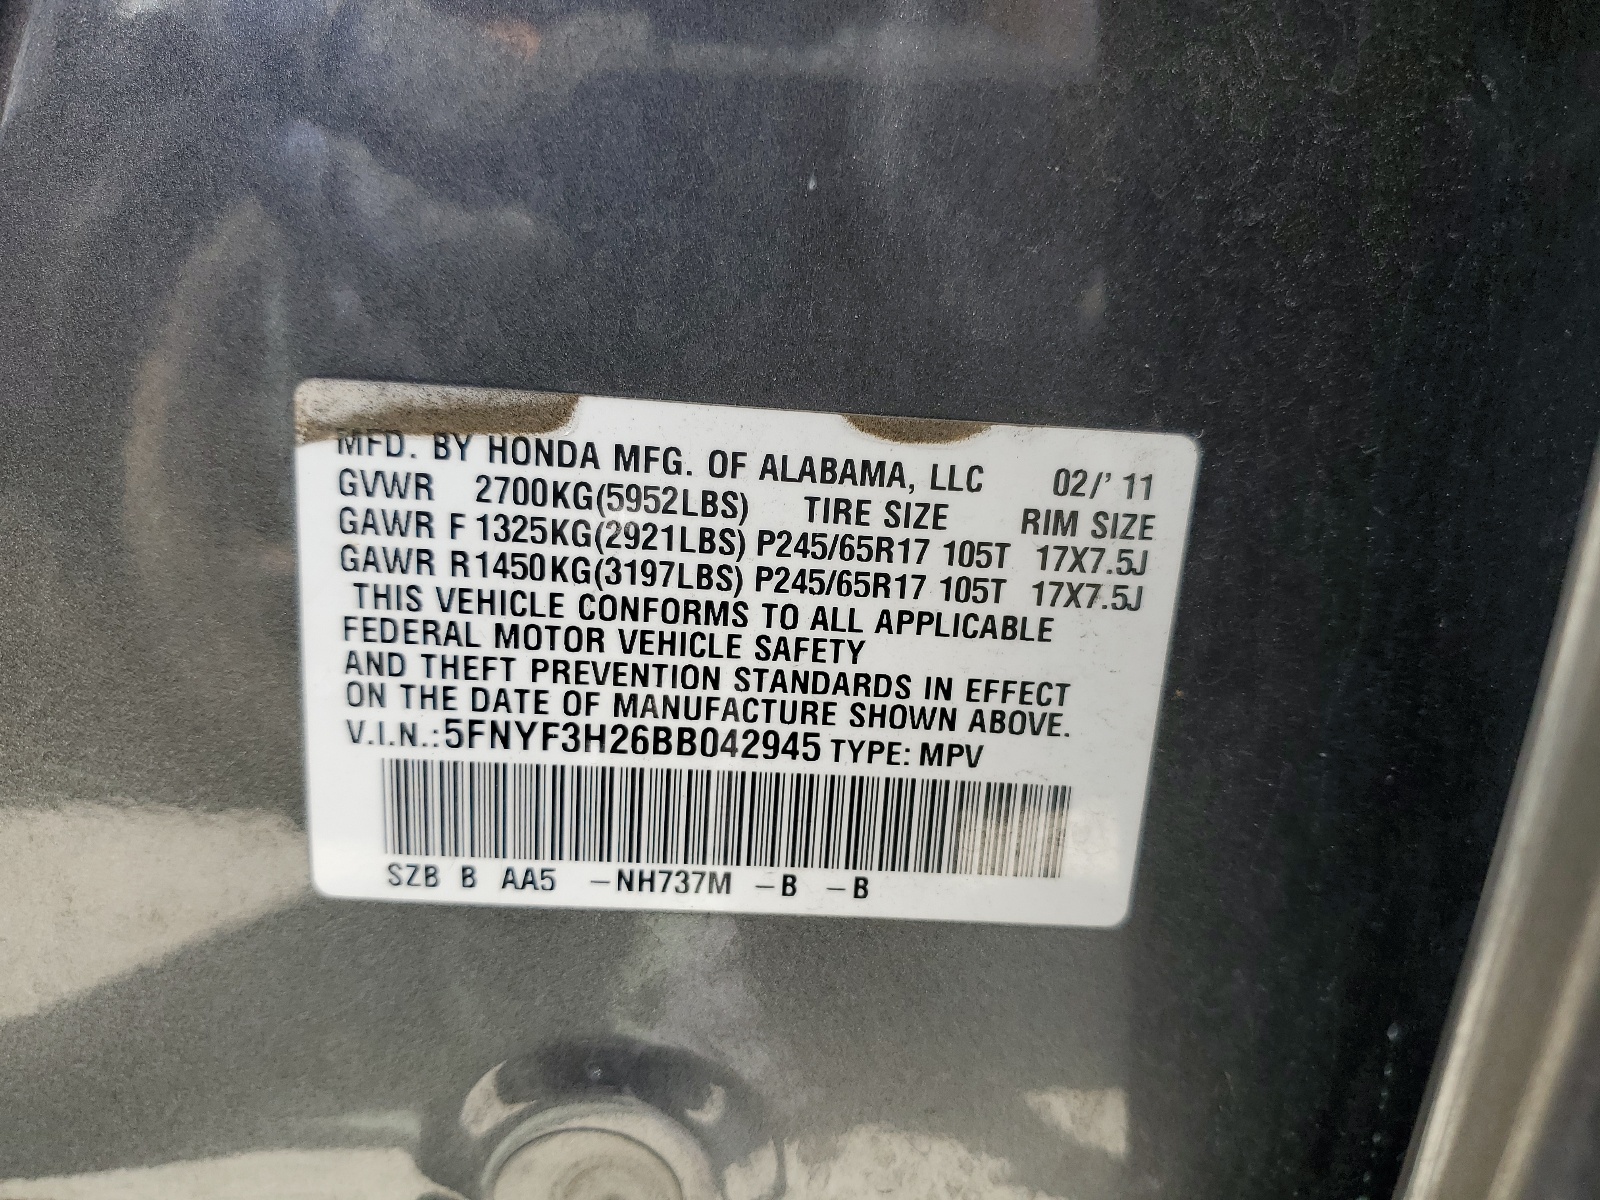 MFD. BY HONDA MFG. OF ALABAMA, LLC 02/' 11
GVWR 2700KG(5952LBS) TIRE SIZE RIM SIZE
GAWR F 1325KG(2921LBS) P245/65R17 105T 17X7.5J
GAWR R1450KG(3197LBS) P245/65R17 105T 17X7.5J
THIS VEHICLE CONFORMS TO ALL APPLICABLE
FEDERAL MOTOR VEHICLE SAFETY
AND THEFT PREVENTION STANDARDS IN EFFECT
ON THE DATE OF MANUFACTURE SHOWN ABOVE.
V.I.N.:5FNYF3H26BB042945 TYPE: MPV
SZB B AA5 -NH737M -B -B